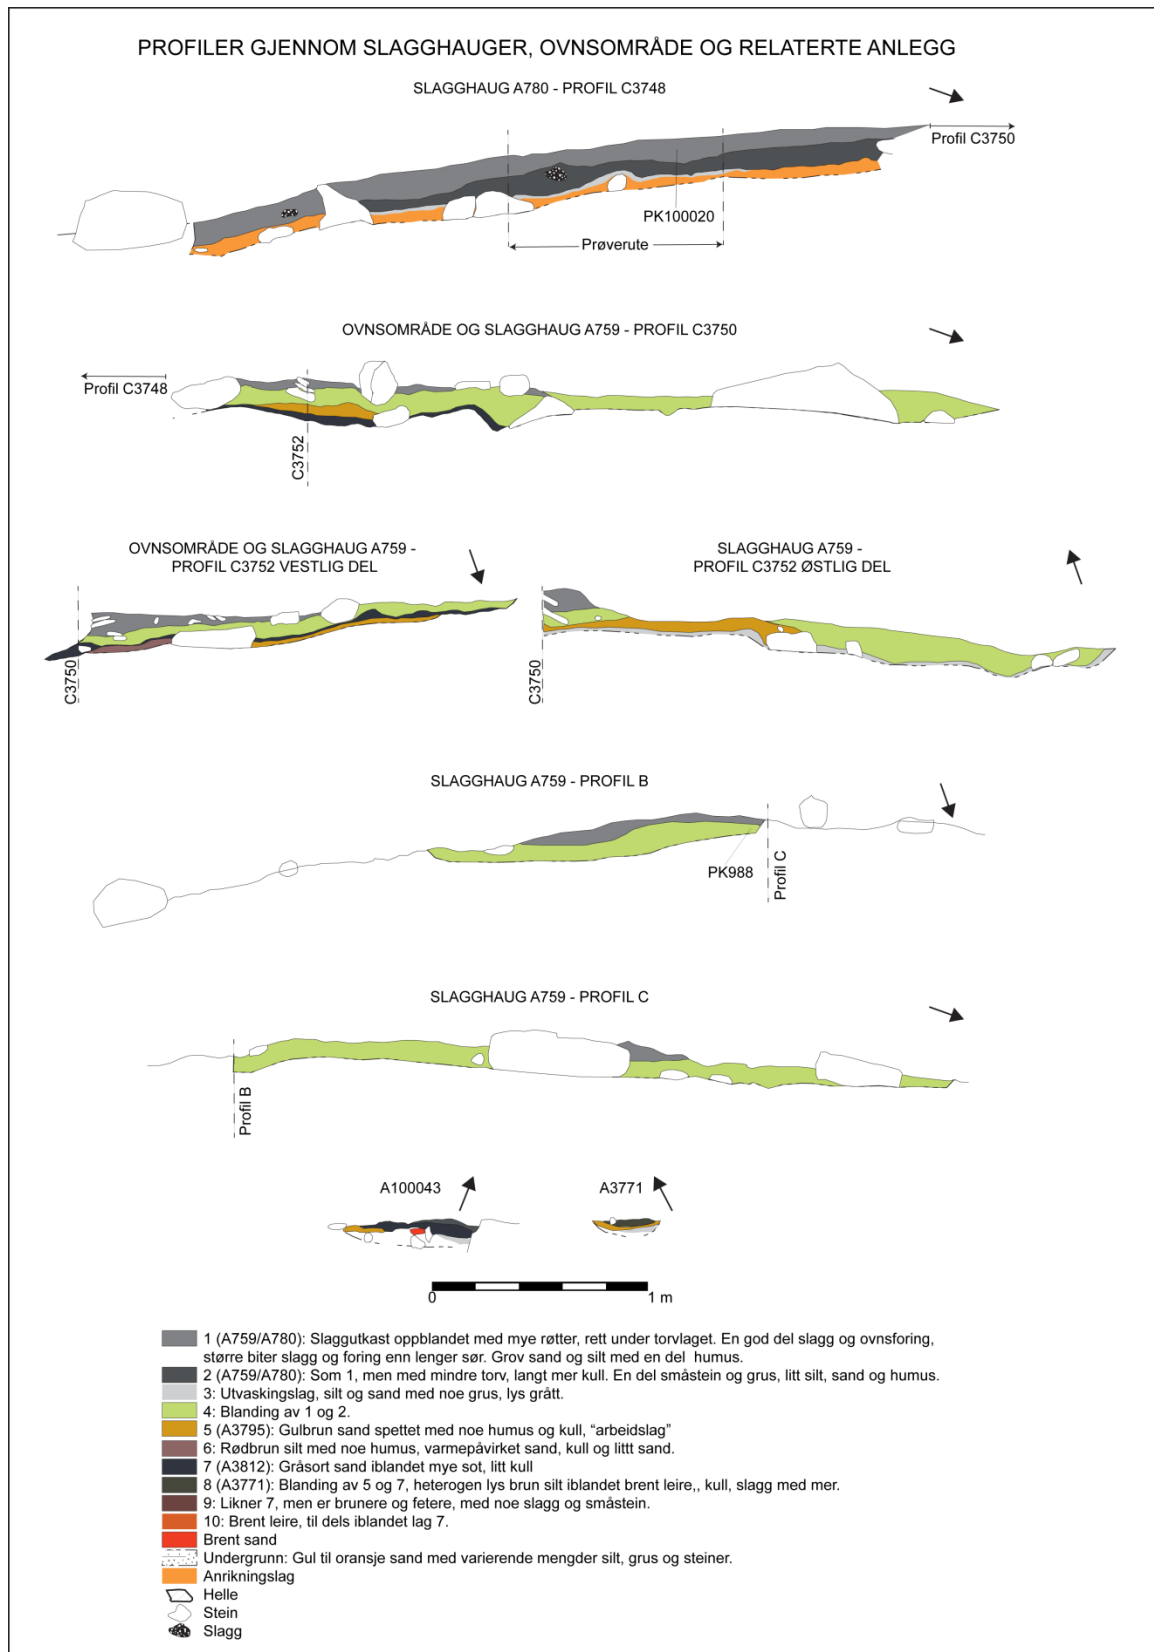 PROFILER GJENNOM SLAGGHAUGER, OVNSOMRÅDE OG RELATERTE ANLEGG
SLAGGHAUG A780 - PROFIL C3748
Profil C3750
PK100020
Prøverute
OVNSOMRÅDE OG SLAGGHAUG A759 - PROFIL C3750
Profil C3748
C3752
OVNSOMRÅDE OG SLAGGHAUG A759 -
PROFIL C3752 VESTLIG DEL
C3750
SLAGGHAUG A759 -
PROFIL C3752 ØSTLIG DEL
C3750
SLAGGHAUG A759 - PROFIL B
PK988
Profil C
SLAGGHAUG A759 - PROFIL C
Profil B
A100043
A3771
0
1 m
1 (A759/A780): Slaggutkast oppblandet med mye røtter, rett under torvlaget. En god del slagg og ovnsforing,
større biter slagg og foring enn lenger sør. Grov sand og silt med en del humus.
2 (A759/A780): Som 1, men med mindre torv, langt mer kull. En del småstein og grus, litt silt, sand og humus.
3: Utvaskingslag, silt og sand med noe grus, lys grått.
4: Blanding av 1 og 2.
5 (A3795): Gulbrun sand spettet med noe humus og kull, “arbeidslag”
6: Rødbrun silt med noe humus, varmepåvirket sand, kull og littt sand.
7 (A3812): Gråsort sand iblandet mye sot, litt kull
8 (A3771): Blanding av 5 og 7, heterogen lys brun silt iblandet brent leire,, kull, slagg med mer.
9: Likner 7, men er brunere og fetere, med noe slagg og småstein.
10: Brent leire, til dels iblandet lag 7.
Brent sand
Undergrunn: Gul til oransje sand med varierende mengder silt, grus og steiner.
Anrikningslag
Helle
Stein
Slagg